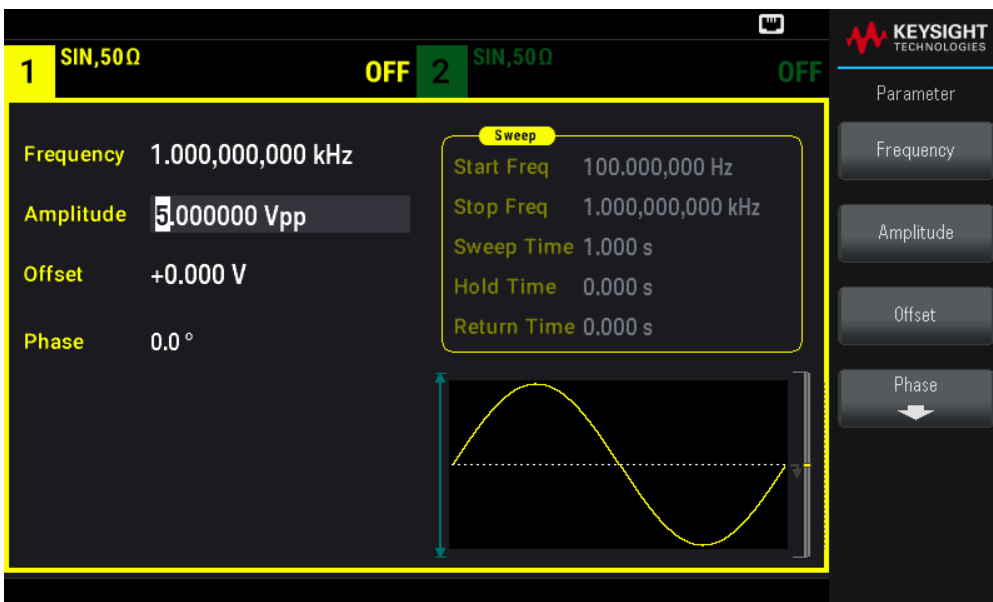 1 SIN,50Ω OFF 2 SIN,50Ω OFF
KEYSIGHT
TECHNOLOGIES
Parameter
Frequency
Amplitude
Offset
Phase
Frequency 1.000,000,000 kHz
Amplitude 5.000000 Vpp
Offset +0.000 V
Phase 0.0 °
Sweep
Start Freq 100.000,000 Hz
Stop Freq 1.000,000,000 kHz
Sweep Time 1.000 s
Hold Time 0.000 s
Return Time 0.000 s